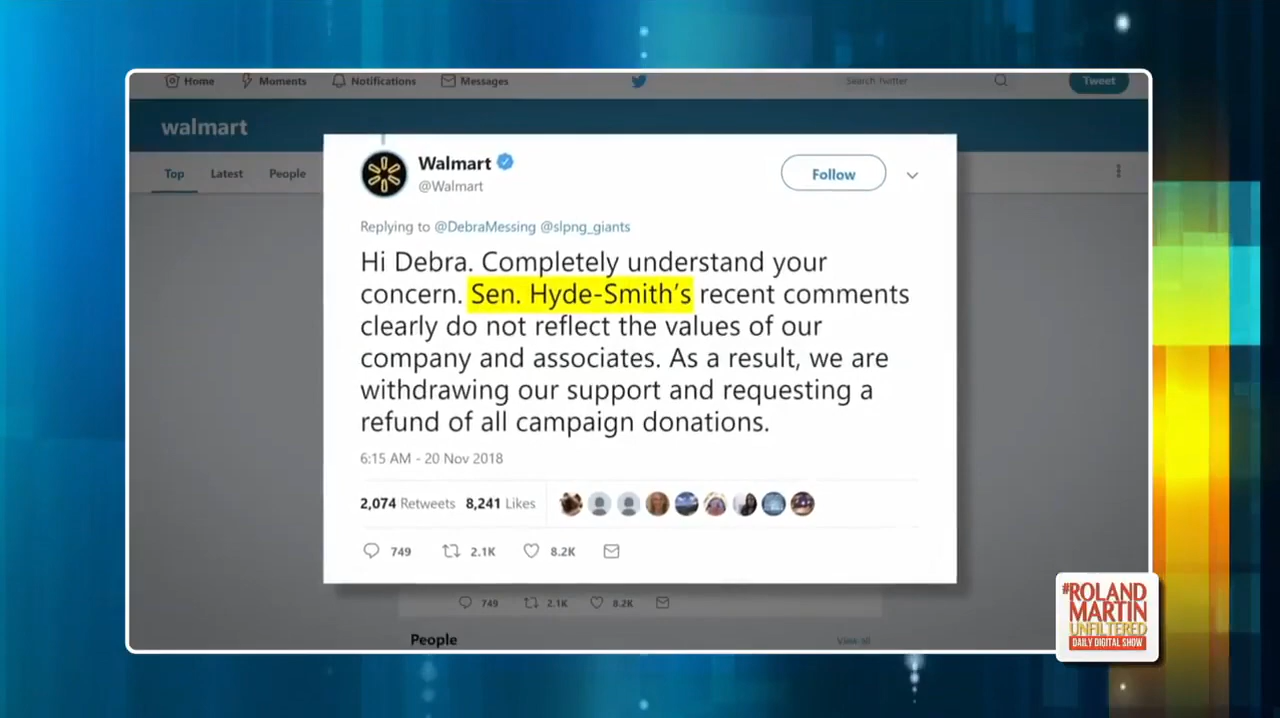 Home Moments Notifications Messages Search Twitter Tweet
walmart
Top Latest People
Walmart
@Walmart
Follow
Replying to @DebraMessing @slpng_giants
Hi Debra. Completely understand your
concern. Sen. Hyde-Smith's recent comments
clearly do not reflect the values of our
company and associates. As a result, we are
withdrawing our support and requesting a
refund of all campaign donations.
6:15 AM - 20 Nov 2018
2,074 Retweets 8,241 Likes
749 2.1K 8.2K
749 2.1K 8.2K
People View all
#ROLAND
MARTIN
UNFILTERED
DAILY DIGITAL SHOW